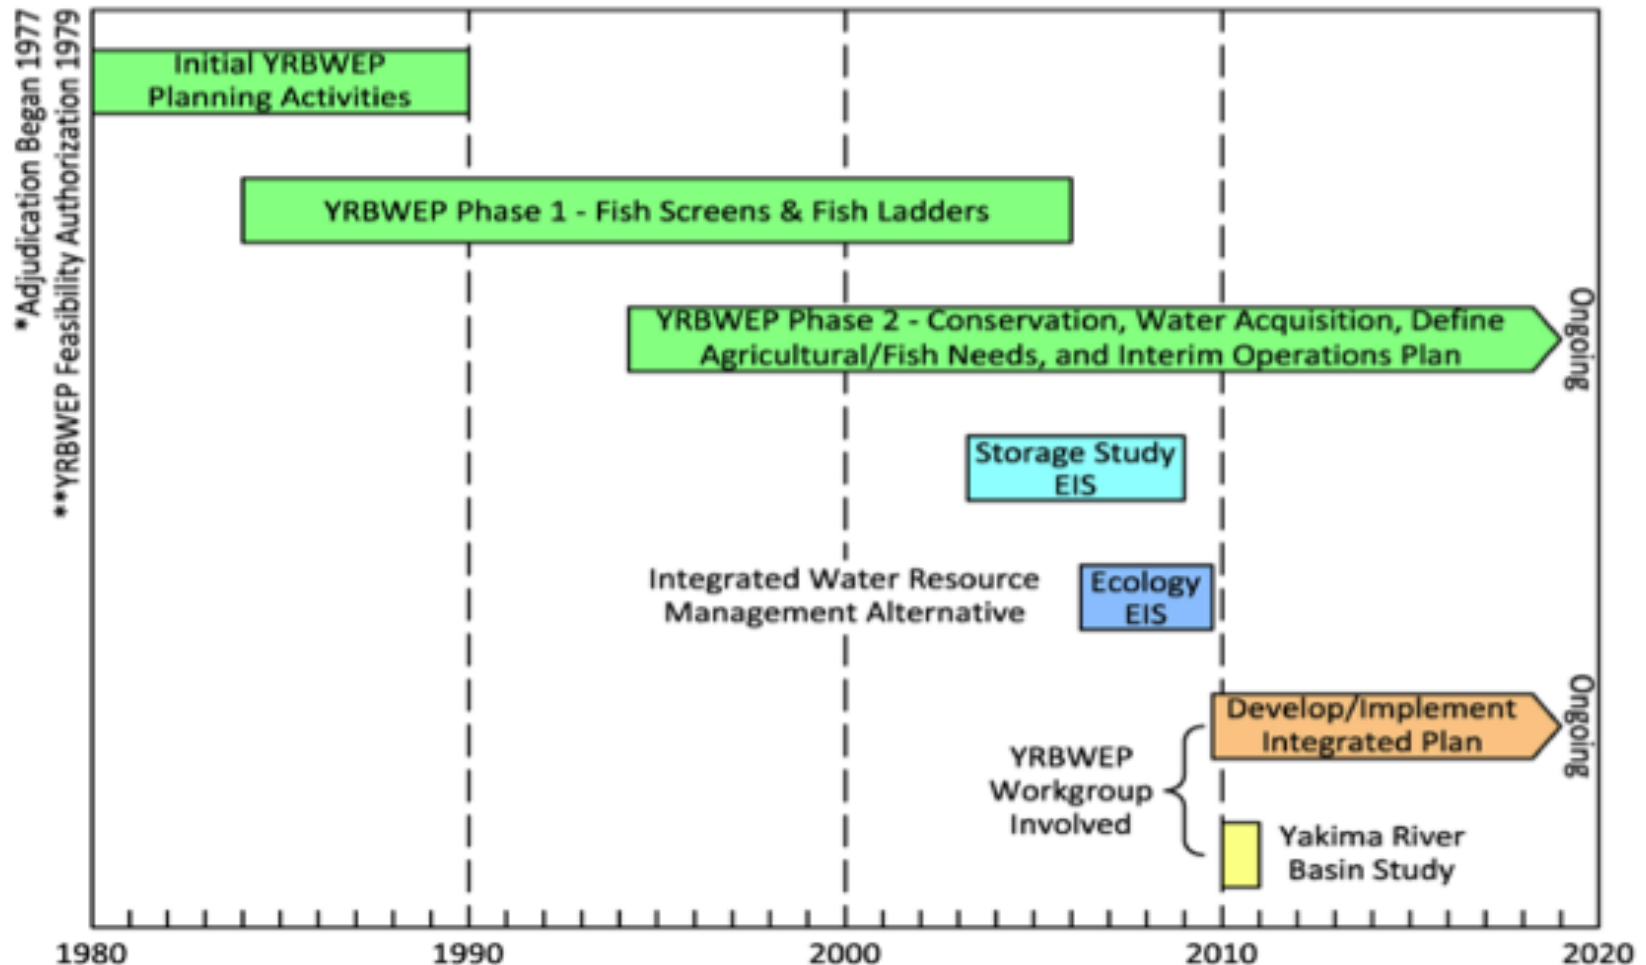 *Adjudication Began 1977
**YRBWEP Feasibility Authorization 1979
Initial YRBWEP
Planning Activities
YRBWEP Phase 1 - Fish Screens & Fish Ladders
YRBWEP Phase 2 - Conservation, Water Acquisition, Define
Agricultural/Fish Needs, and Interim Operations Plan
Ongoing
Storage Study
EIS
Integrated Water Resource
Management Alternative
Ecology
EIS
Develop/Implement
Integrated Plan
Ongoing
YRBWEP
Workgroup
Involved
Yakima River
Basin Study
1980 1990 2000 2010 2020